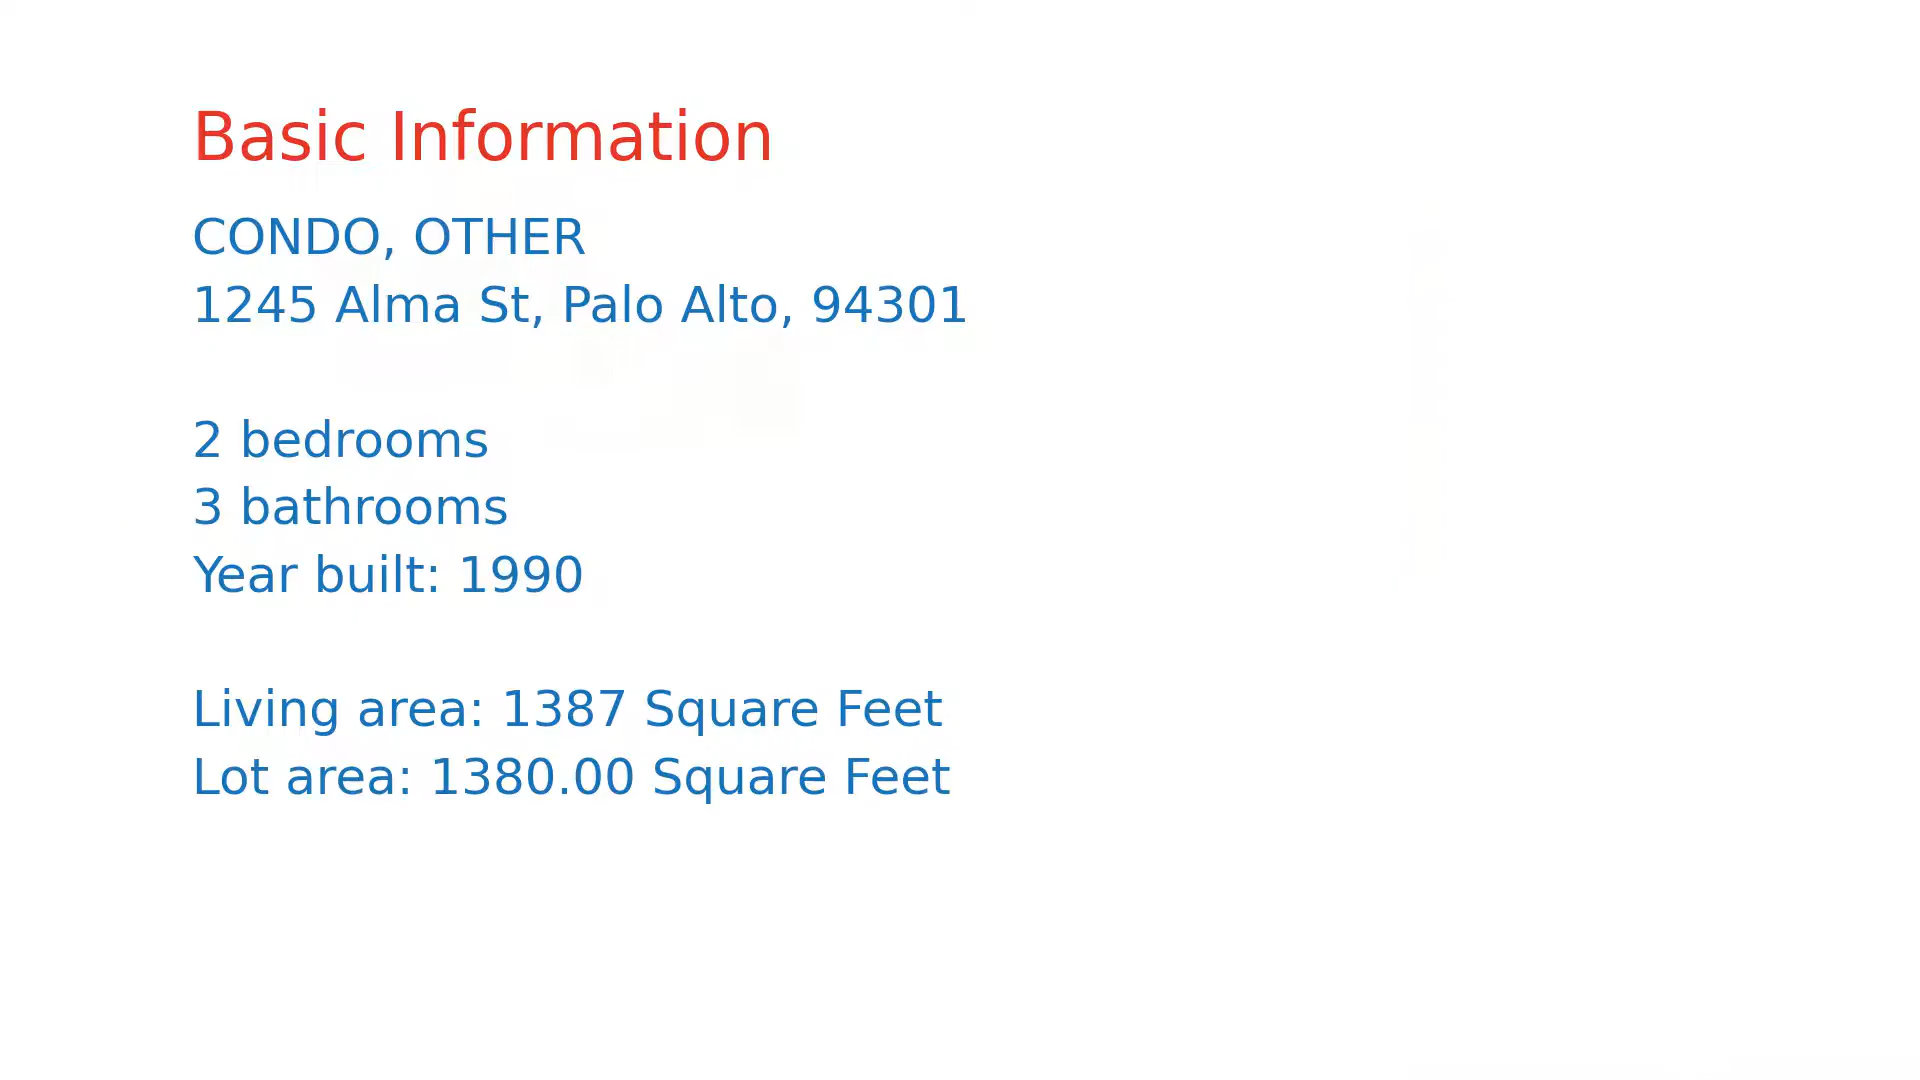 Basic Information
CONDO, OTHER
1245 Alma St, Palo Alto, 94301
2 bedrooms
3 bathrooms
Year built: 1990
Living area: 1387 Square Feet
Lot area: 1380.00 Square Feet